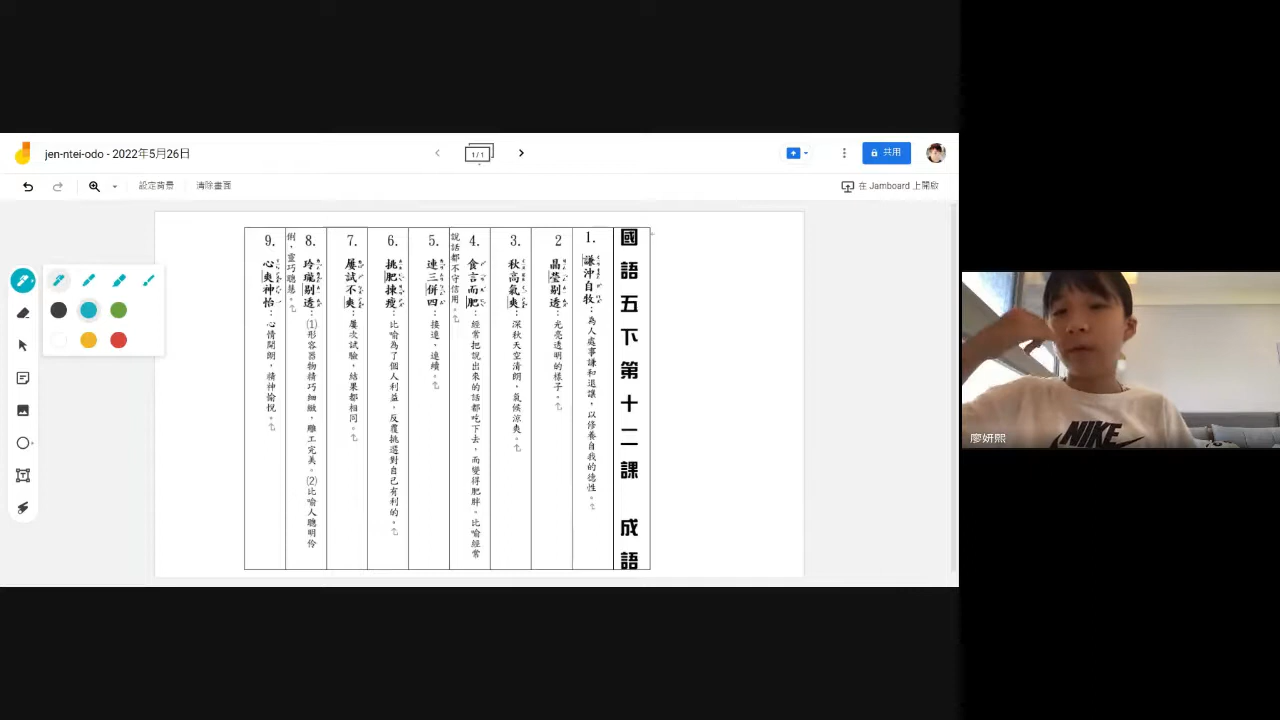 jen-ntei-odo - 2022年5月26日
1/1
共用
設定背景
清除畫面
在 Jamboard 上開啟
國語五下第十二課 成語
1. 謙沖自牧：為人處事謙和退讓，以修養自我的德性。
2 晶瑩剔透：光亮透明的樣子。
3. 秋高氣爽：深秋天空清朗，氣候涼爽。
4. 食言而肥：經常把說出來的話都吃下去，而變得肥胖。比喻經常
說話都不守信用。
5. 連三併四：接連、連續。
6. 挑肥揀瘦：比喻為了個人利益，反覆挑選對自己有利的。
7. 屢試不爽：屢次試驗，結果都相同。
8. 玲瓏剔透：(1)形容器物精巧細緻，雕工完美。(2)比喻人聰明伶
俐，靈巧聰慧。
9. 心爽神怡：心情開朗，精神愉悅。
NIKE
廖妍熙